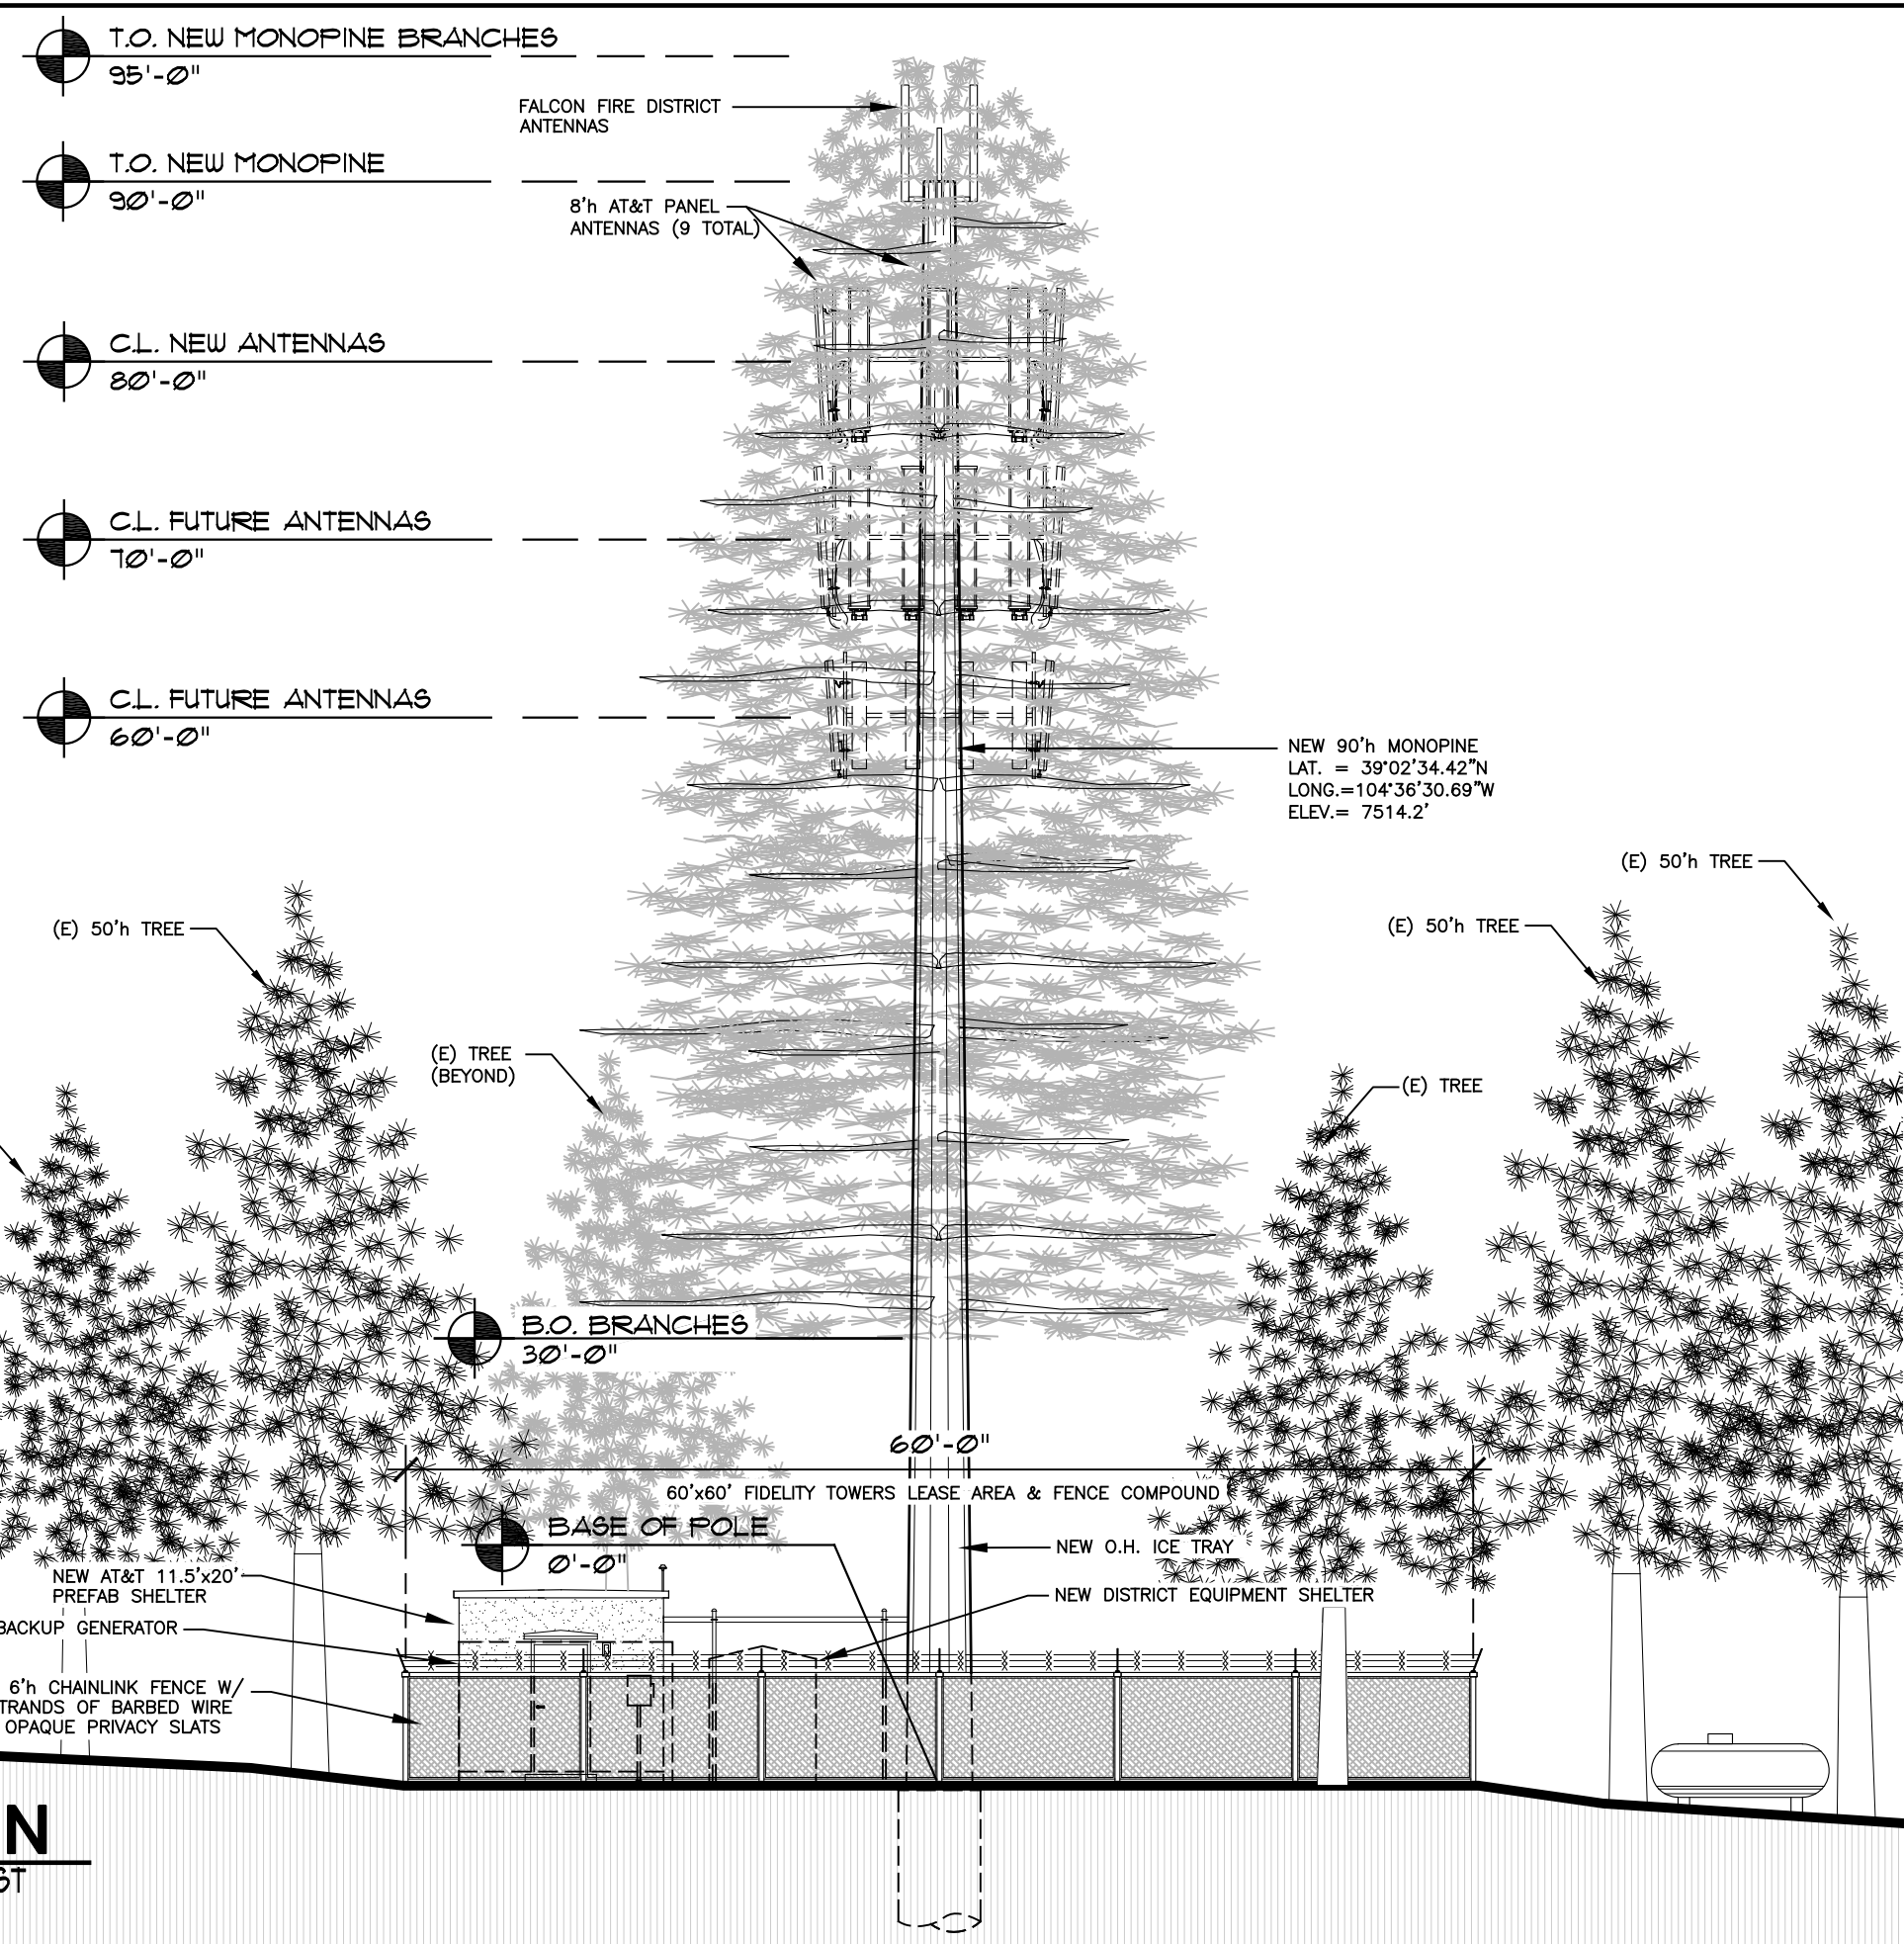 T.O. NEW MONOPINE BRANCHES
95'-0"
FALCON FIRE DISTRICT
ANTENNAS
T.O. NEW MONOPINE
90'-0"
8'h AT&T PANEL
ANTENNAS (9 TOTAL)
C.L. NEW ANTENNAS
80'-0"
C.L. FUTURE ANTENNAS
70'-0"
C.L. FUTURE ANTENNAS
60'-0"
NEW 90'h MONOPINE
LAT. = 39°02'34.42"N
LONG.=104°36'30.69"W
ELEV.= 7514.2'
(E) 50'h TREE
(E) 50'h TREE
(E) 50'h TREE
(E) TREE
(BEYOND)
(E) TREE
B.O. BRANCHES
30'-0"
60'-0"
60'x60' FIDELITY TOWERS LEASE AREA & FENCE COMPOUND
BASE OF POLE
0'-0"
NEW O.H. ICE TRAY
NEW AT&T 11.5'x20'
PREFAB SHELTER
NEW DISTRICT EQUIPMENT SHELTER
BACKUP GENERATOR
6'h CHAINLINK FENCE W/
TRANDS OF BARBED WIRE
OPAQUE PRIVACY SLATS
N
ST